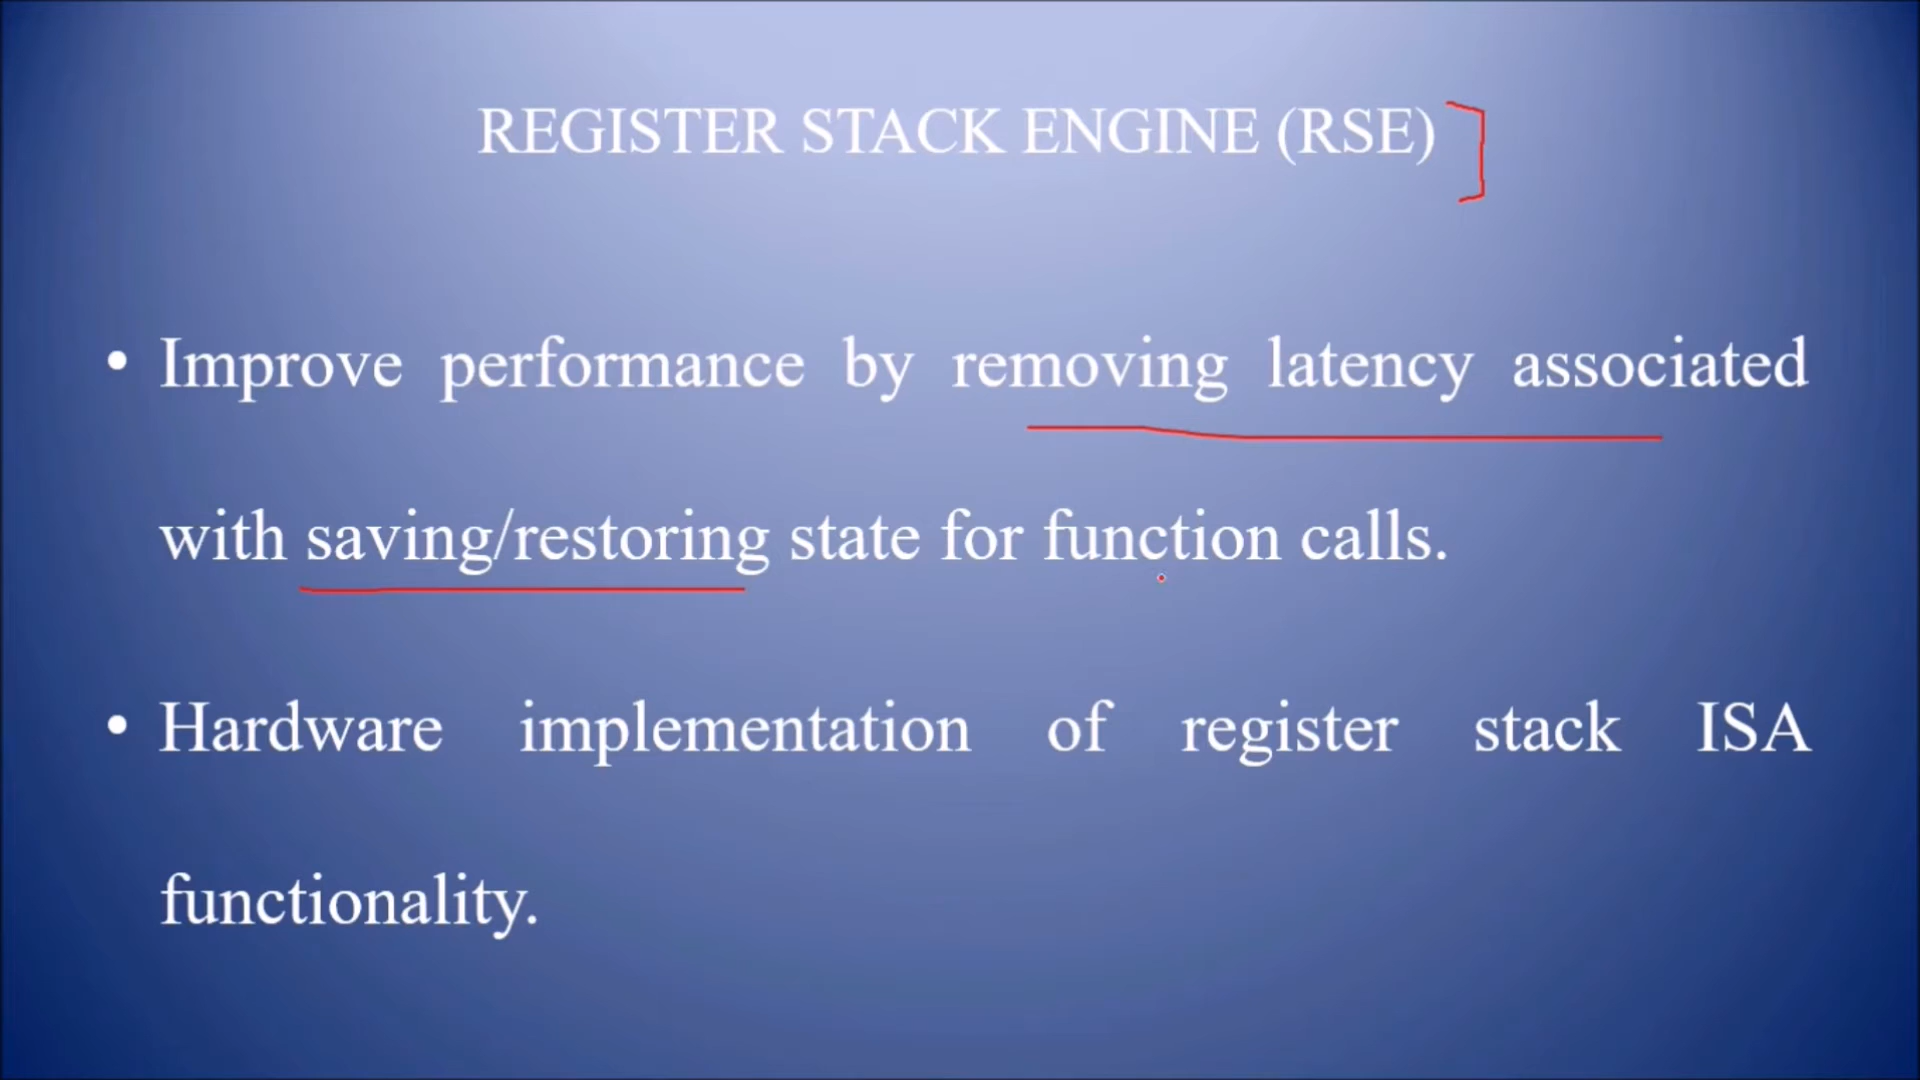 REGISTER STACK ENGINE (RSE)
• Improve performance by removing latency associated
with saving/restoring state for function calls.
• Hardware implementation of register stack ISA
functionality.